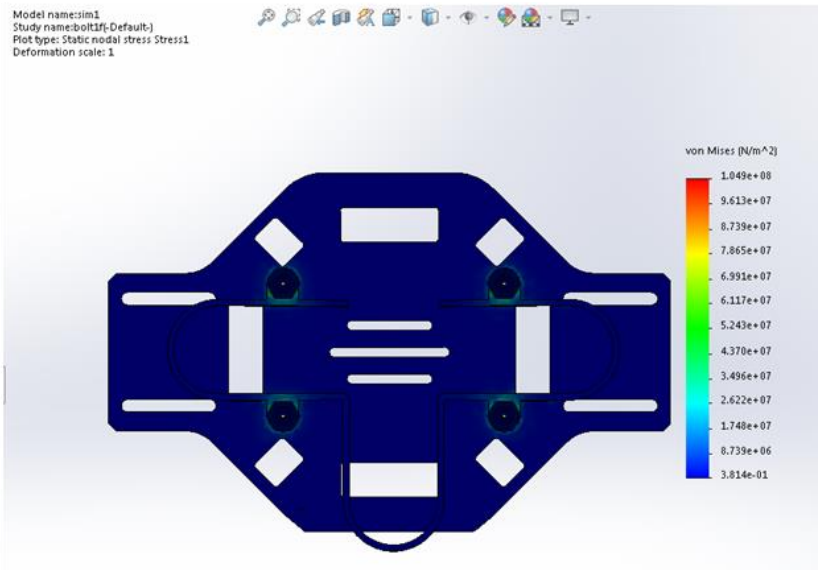 Model name:sim1
Study name:bolt1f(-Default-)
Plot type: Static nodal stress Stress1
Deformation scale: 1
von Mises (N/m^2)
1.049e+08
9.613e+07
8.739e+07
7.865e+07
6.991e+07
6.117e+07
5.243e+07
4.370e+07
3.496e+07
2.622e+07
1.748e+07
8.739e+06
3.814e-01